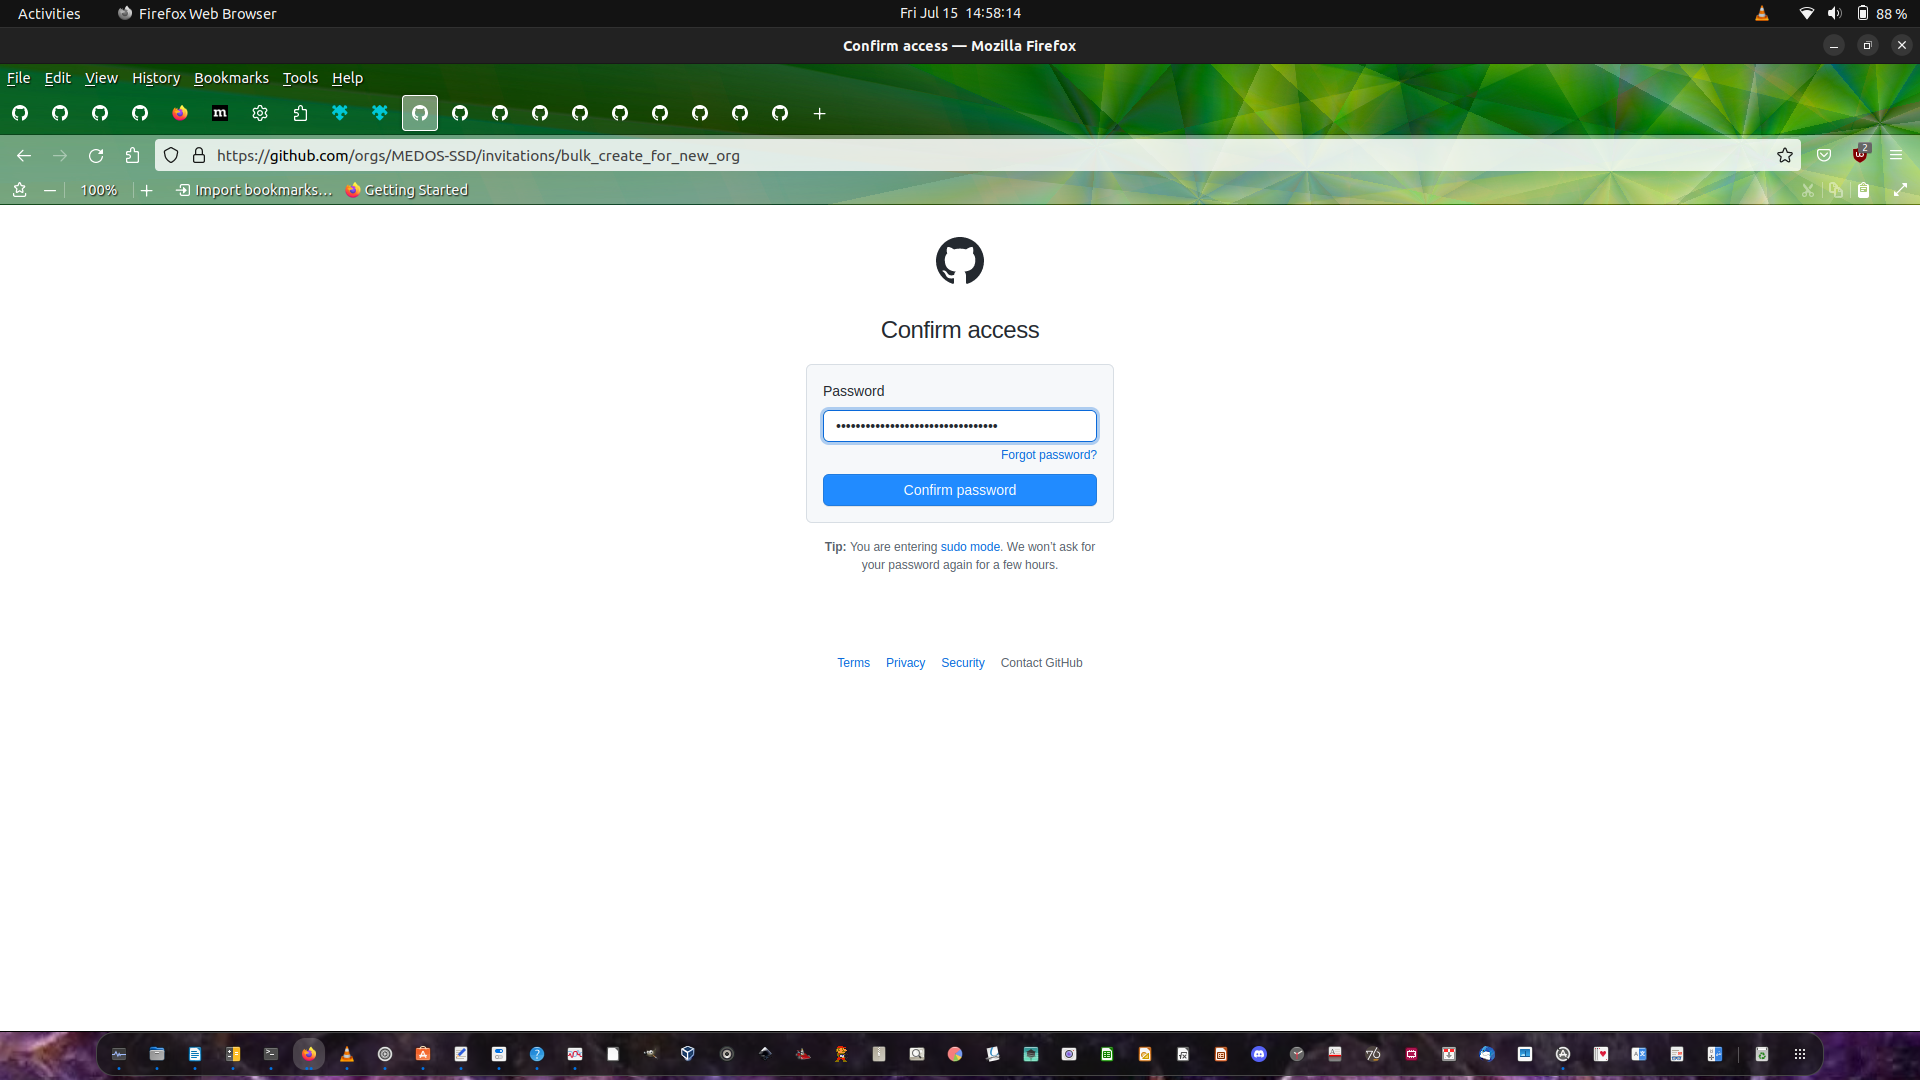 Activities Firefox Web Browser Fri Jul 15 14:58:14 88 %
Confirm access — Mozilla Firefox
File Edit View History Bookmarks Tools Help
m
https://github.com/orgs/MEDOS-SSD/invitations/bulk_create_for_new_org 2
100% Import bookmarks... Getting Started
Confirm access
Password
•••••••••••••••••••••••••••••••••
Forgot password?
Confirm password
Tip: You are entering sudo mode. We won't ask for
your password again for a few hours.
Terms Privacy Security Contact GitHub